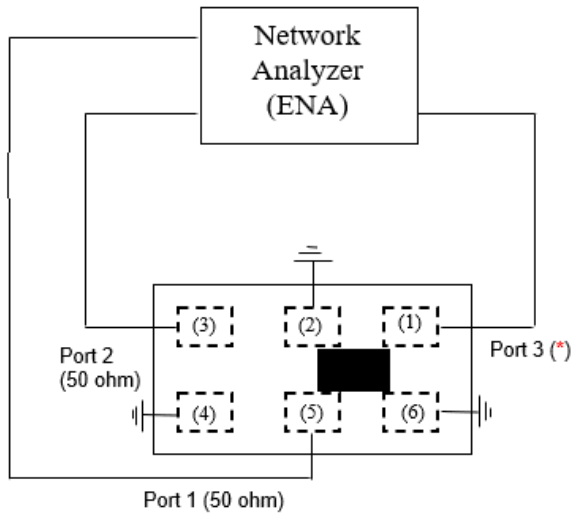 Network
Analyzer
(ENA)
(3)
(2)
(1)
Port 2
(50 ohm)
Port 3 (*)
(4)
(5)
(6)
Port 1 (50 ohm)